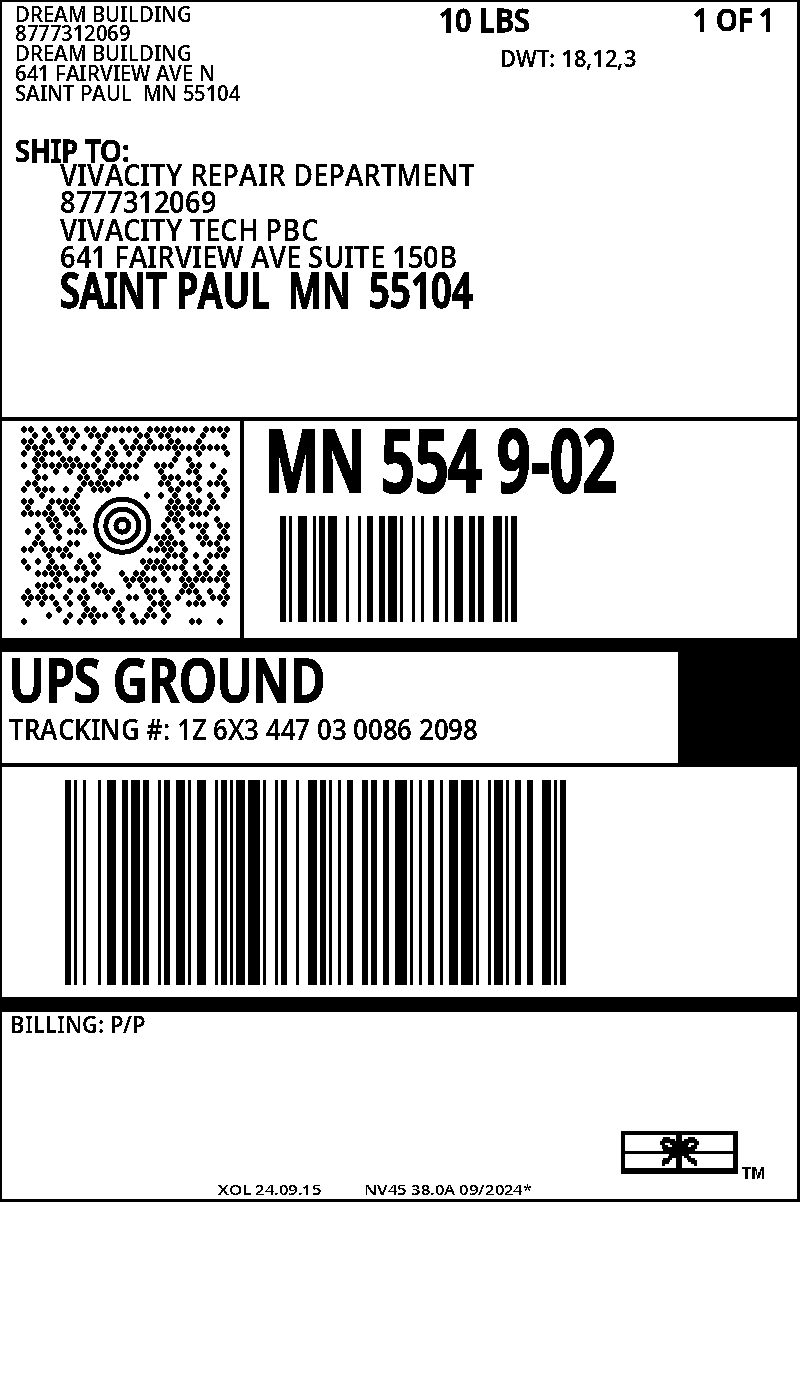 DREAM BUILDING
8777312069
DREAM BUILDING
641 FAIRVIEW AVE N
SAINT PAUL  MN 55104
10 LBS
1 OF 1
DWT: 18,12,3
SHIP TO:
VIVACITY REPAIR DEPARTMENT
8777312069
VIVACITY TECH PBC
641 FAIRVIEW AVE SUITE 150B
SAINT PAUL  MN  55104
MN 554 9-02
UPS GROUND
TRACKING #: 1Z 6X3 447 03 0086 2098
BILLING: P/P
TM
XOL 24.09.15 NV45 38.0A 09/2024*